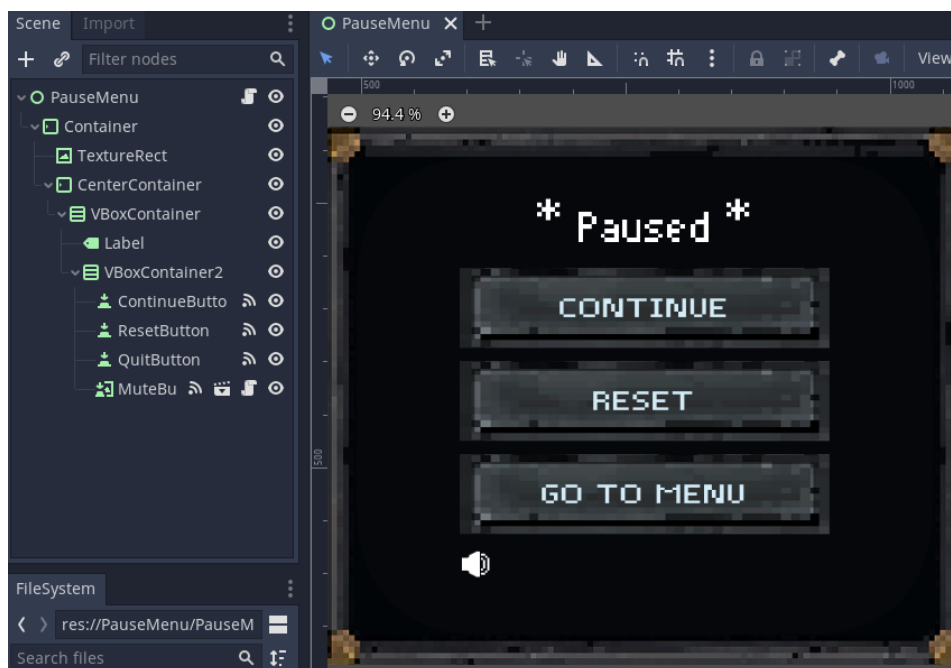 Scene Import
Filter nodes
PauseMenu
Container
TextureRect
CenterContainer
VBoxContainer
Label
VBoxContainer2
ContinueButto
ResetButton
QuitButton
MuteBu
FileSystem
res://PauseMenu/PauseM
Search files
PauseMenu
View
500 1000
94.4 %
500
* Paused *
CONTINUE
RESET
GO TO MENU